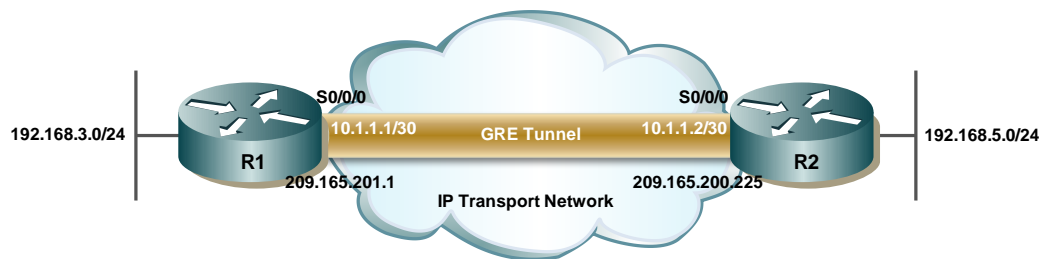 S0/0/0
S0/0/0
192.168.3.0/24
10.1.1.1/30
GRE Tunnel
10.1.1.2/30
192.168.5.0/24
R1
R2
209.165.201.1
209.165.200.225
IP Transport Network